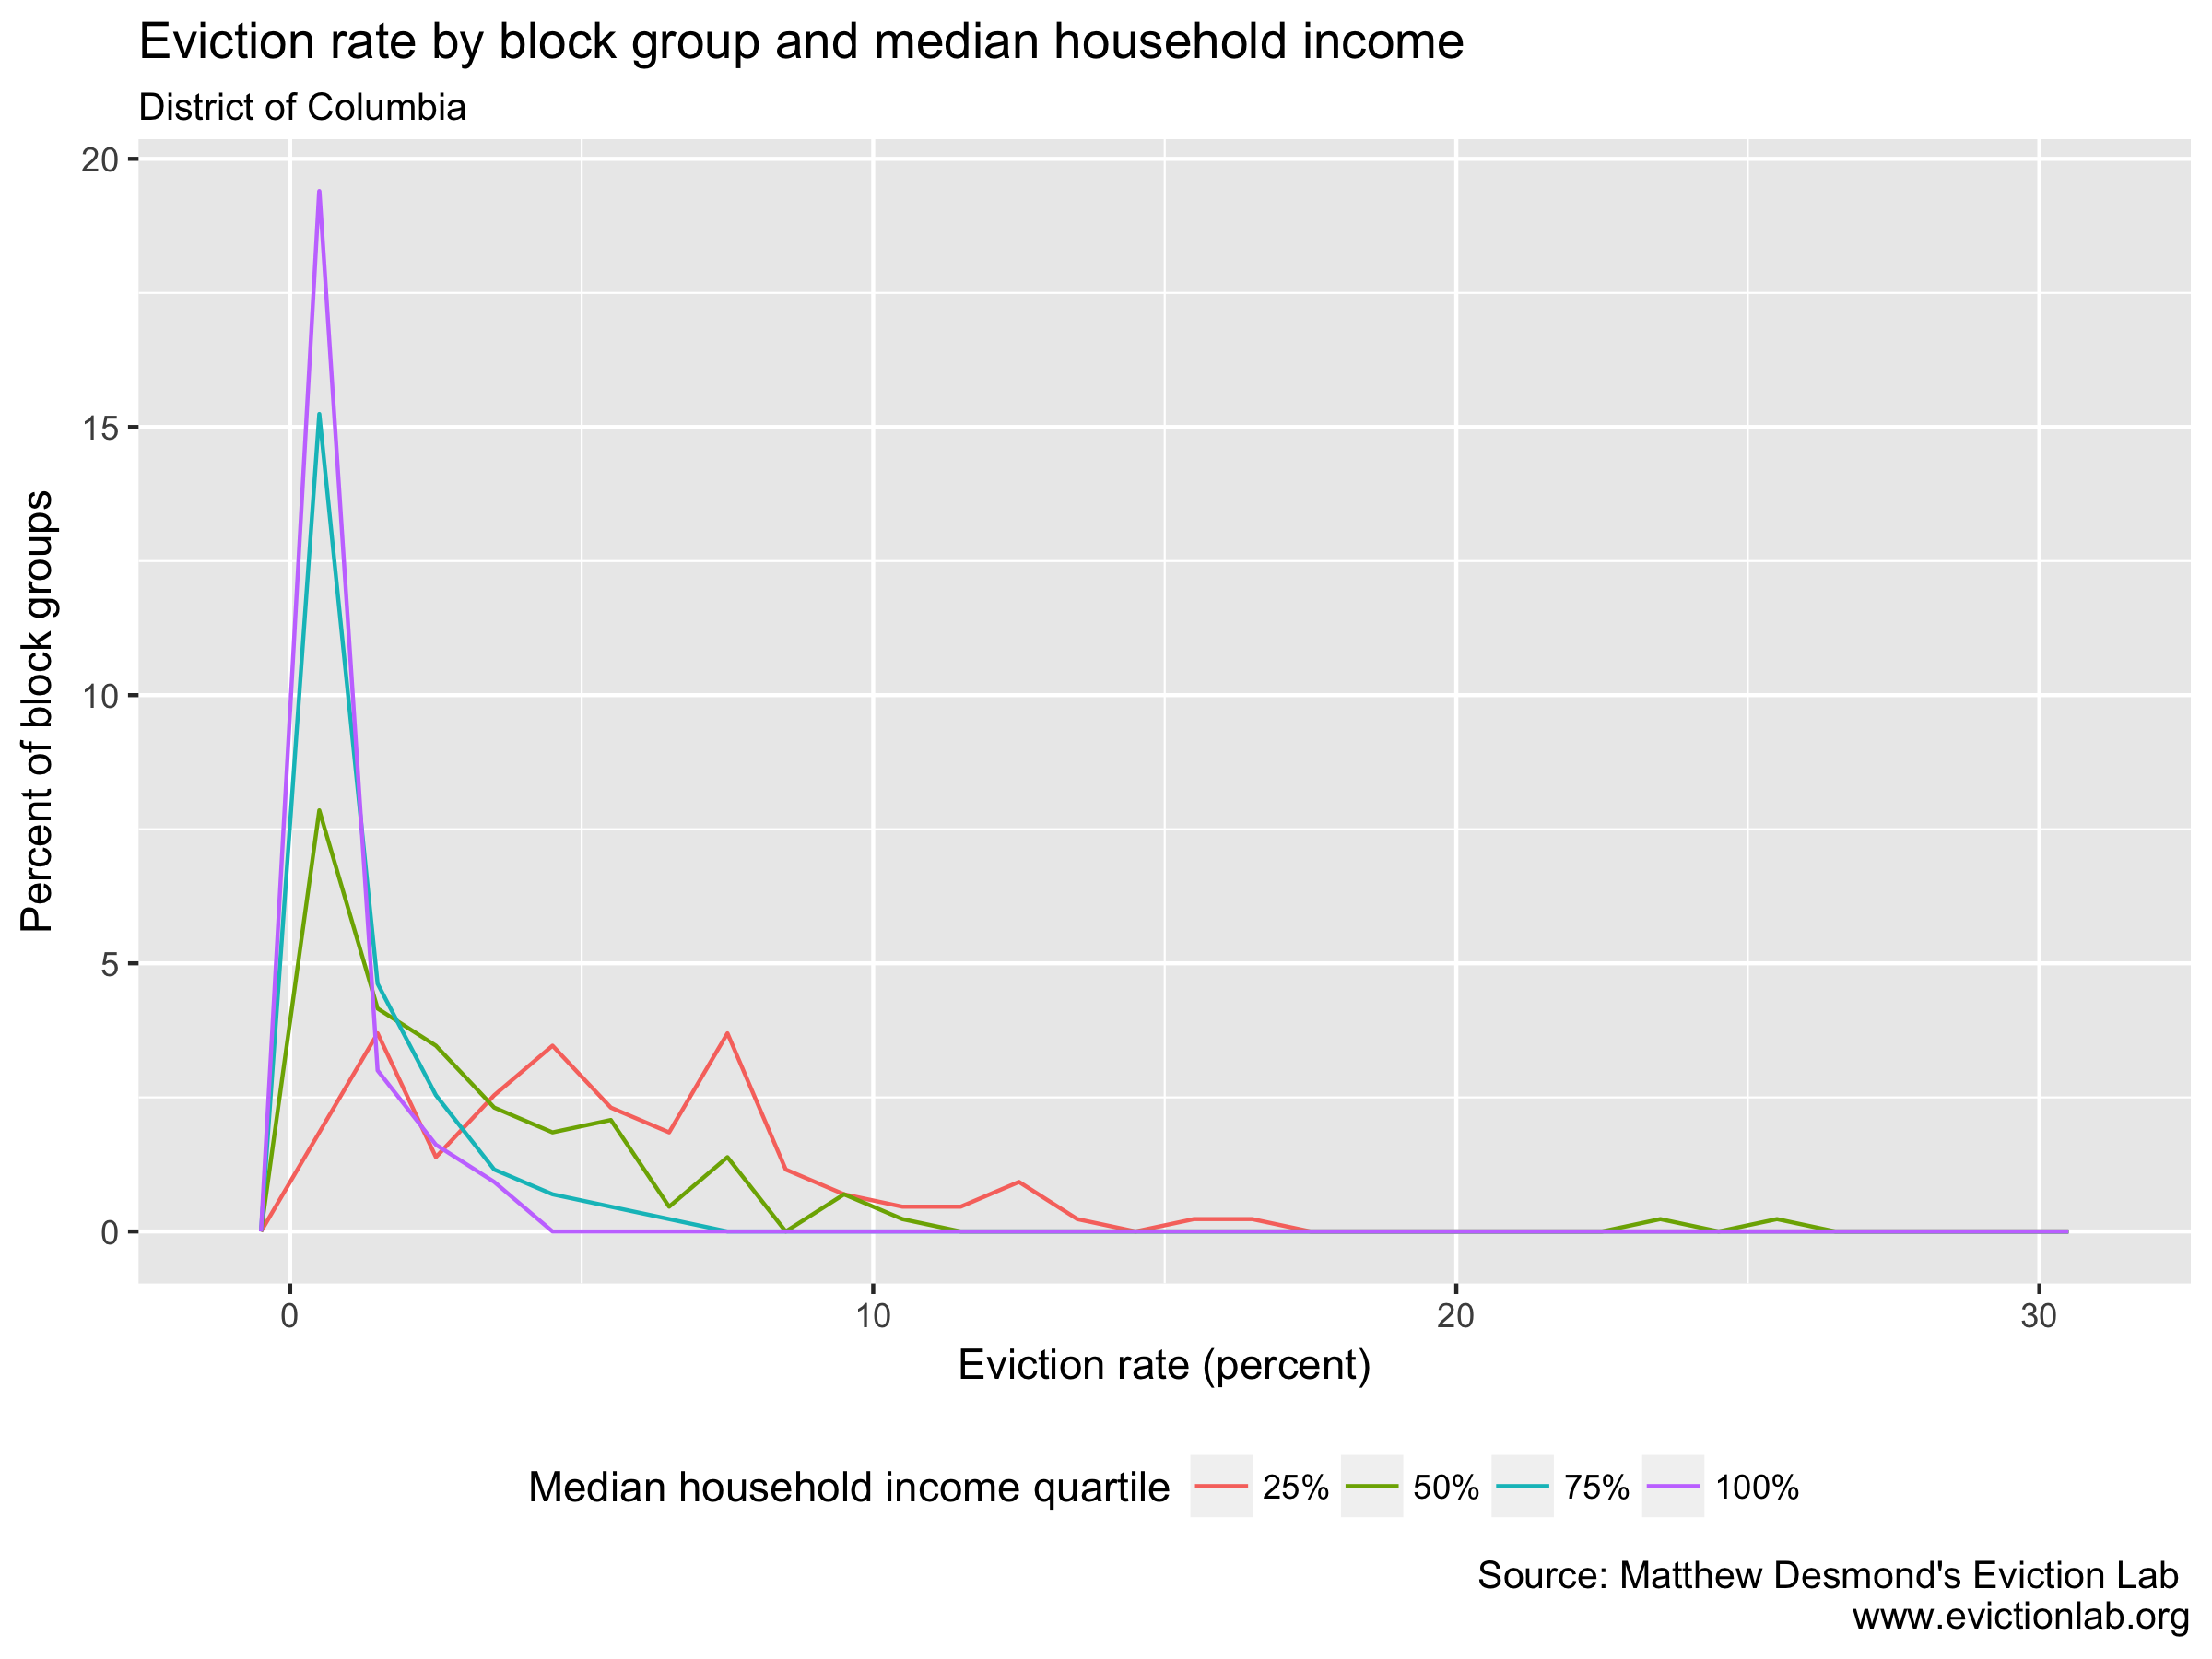 Eviction rate by block group and median household income
District of Columbia
20
15
10
5
0
Percent of block groups
0 10 20 30
Eviction rate (percent)
Median household income quartile 25% 50% 75% 100%
Source: Matthew Desmond's Eviction Lab
www.evictionlab.org